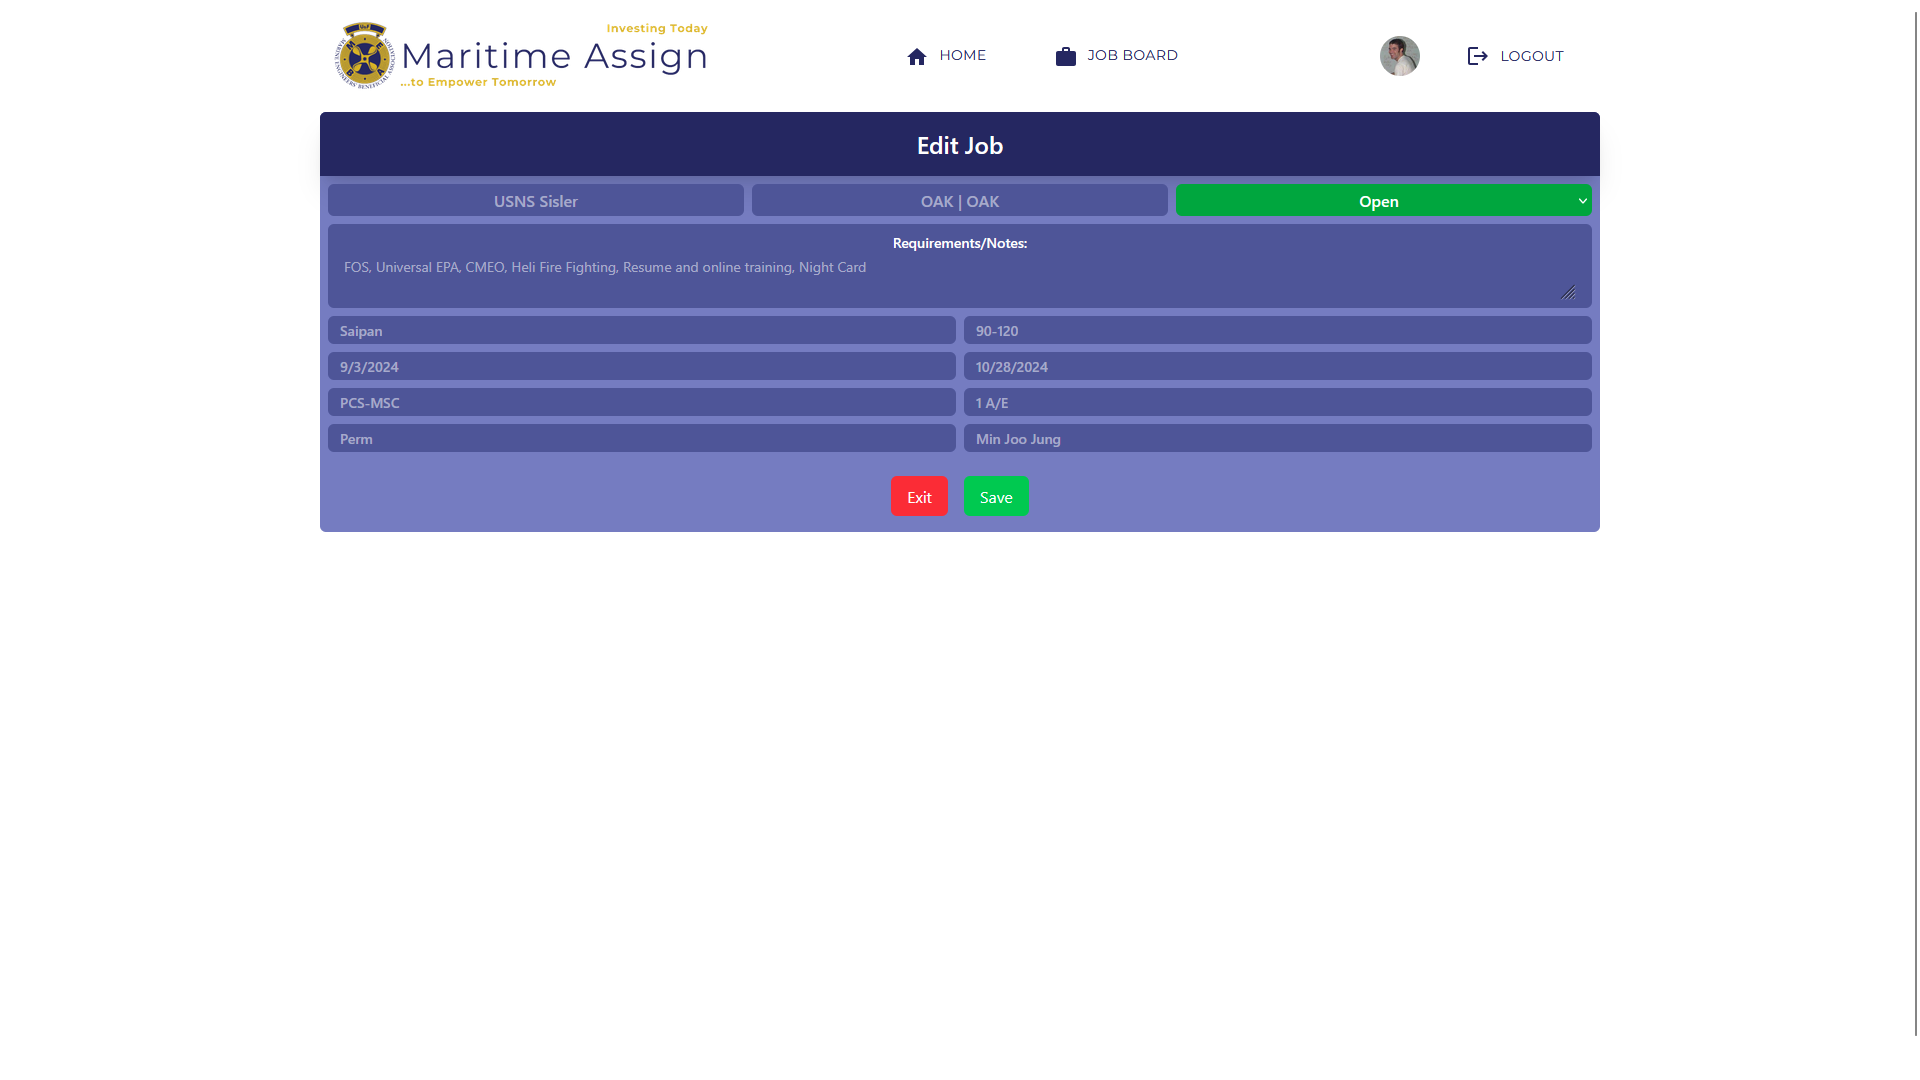 Investing Today
Maritime Assign
...to Empower Tomorrow
HOME
JOB BOARD
LOGOUT
Edit Job
USNS Sisler
OAK | OAK
Open
Requirements/Notes:
FOS, Universal EPA, CMEO, Heli Fire Fighting, Resume and online training, Night Card
Saipan
90-120
9/3/2024
10/28/2024
PCS-MSC
1 A/E
Perm
Min Joo Jung
Exit
Save